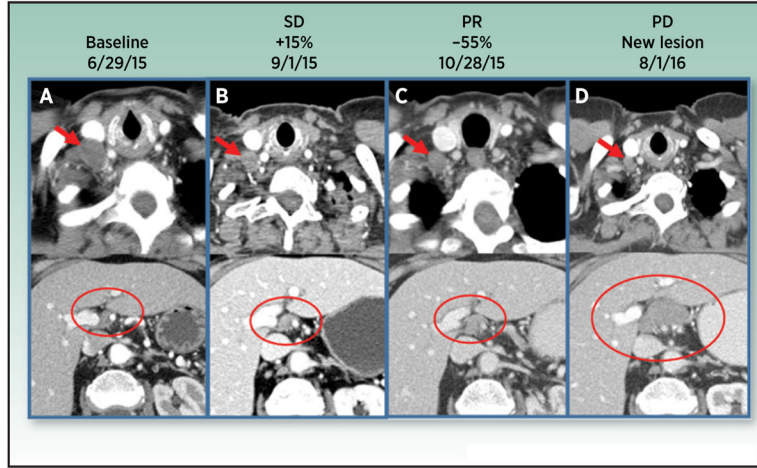 Baseline
6/29/15
SD
+15%
9/1/15
PR
–55%
10/28/15
PD
New lesion
8/1/16
A
B
C
D